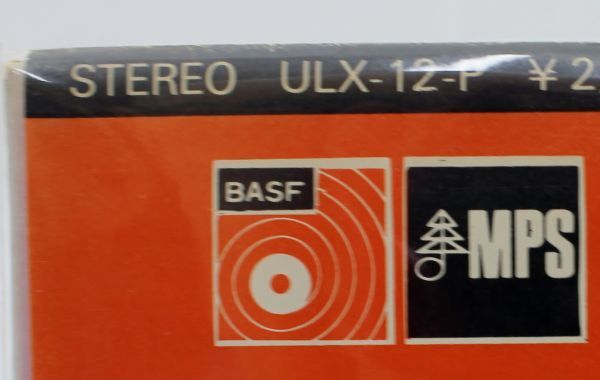 STEREO ULX-12-P ¥2
BASF
MPS